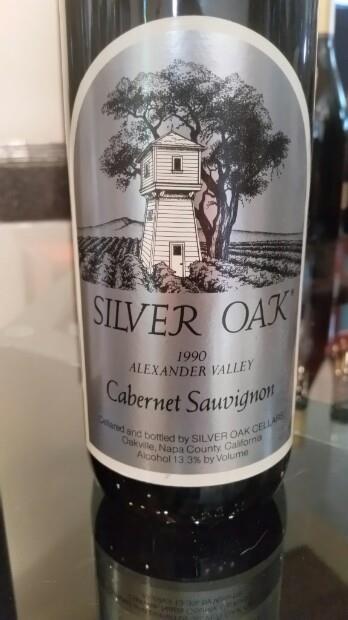 SILVER OAK®
1990
ALEXANDER VALLEY
Cabernet Sauvignon
Cellared and bottled by SILVER OAK CELLARS
Oakville, Napa County, California
Alcohol 13.3% by Volume